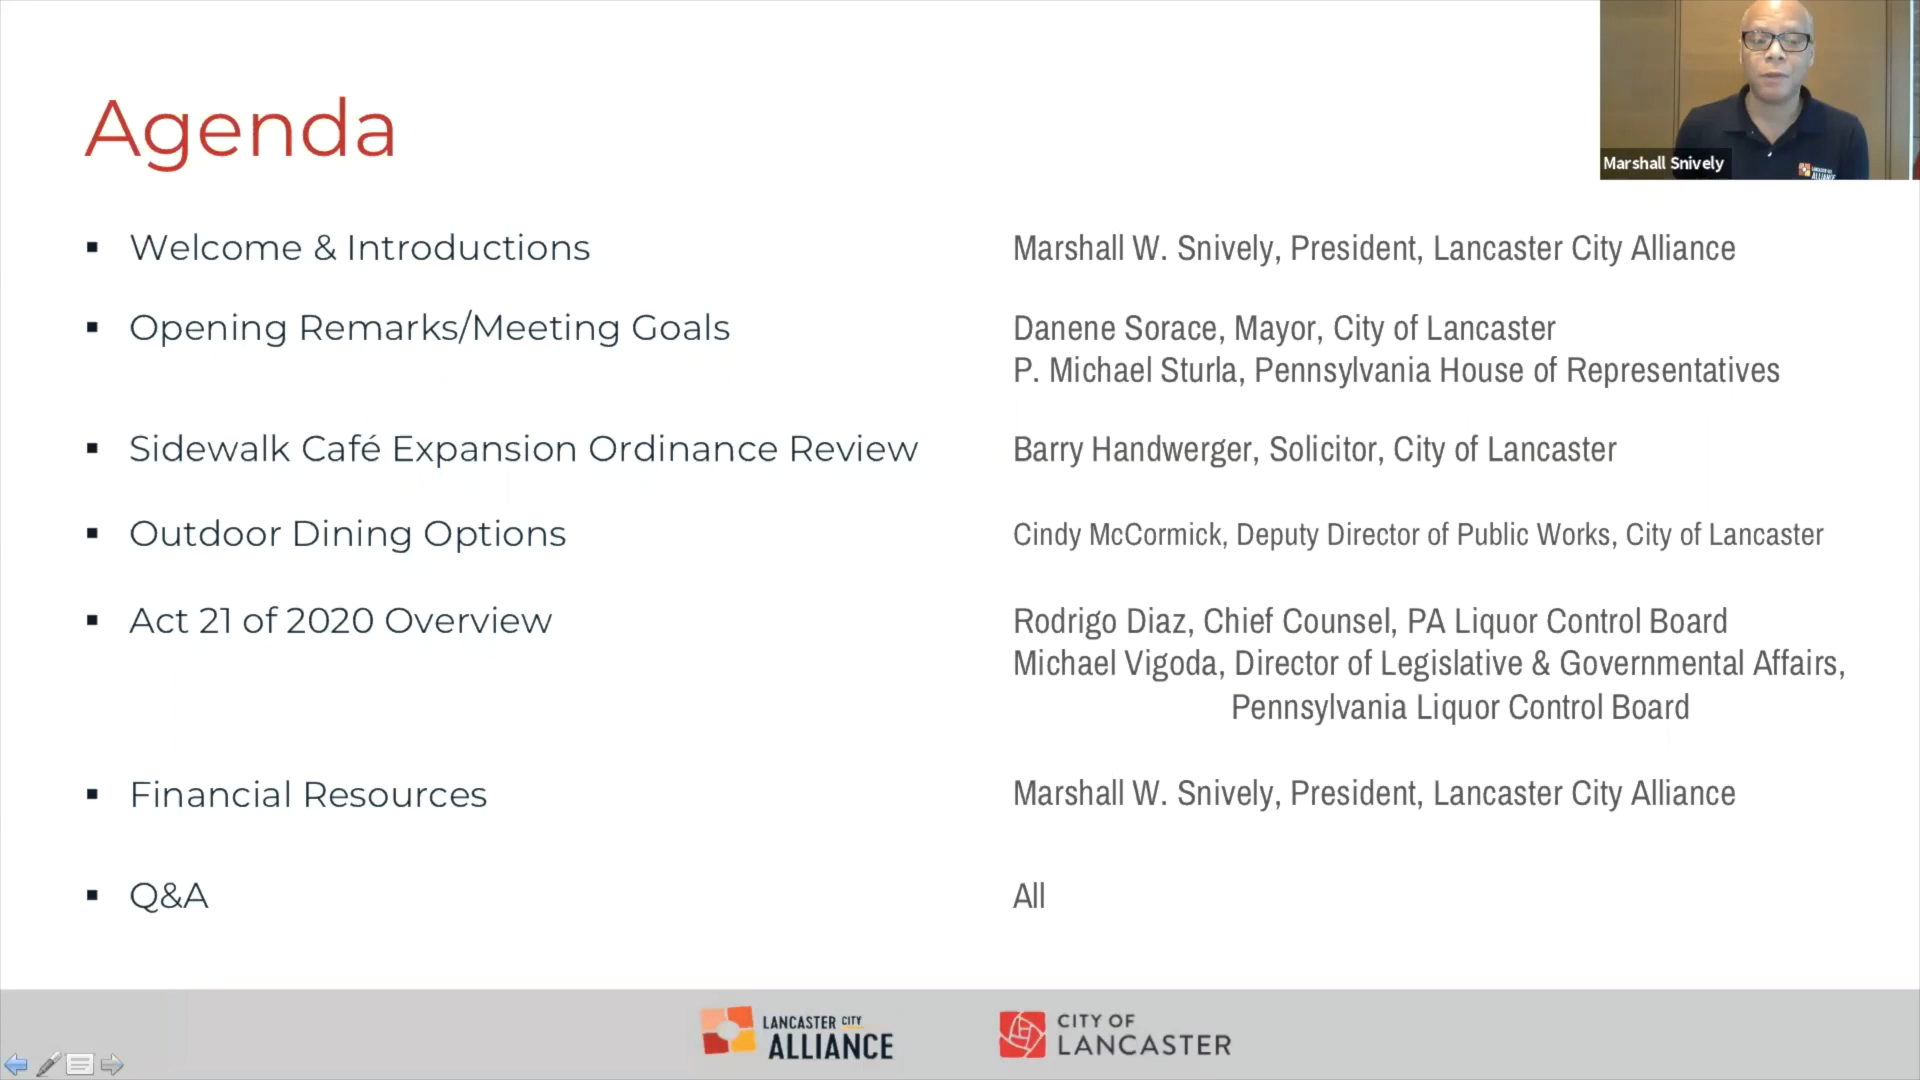 Agenda
Marshall Snively
ALLIANCE
Welcome & Introductions
Marshall W. Snively, President, Lancaster City Alliance
Opening Remarks/Meeting Goals
Danene Sorace, Mayor, City of Lancaster
P. Michael Sturla, Pennsylvania House of Representatives
Sidewalk Café Expansion Ordinance Review
Barry Handwerger, Solicitor, City of Lancaster
Outdoor Dining Options
Cindy McCormick, Deputy Director of Public Works, City of Lancaster
Act 21 of 2020 Overview
Rodrigo Diaz, Chief Counsel, PA Liquor Control Board
Michael Vigoda, Director of Legislative & Governmental Affairs,
Pennsylvania Liquor Control Board
Financial Resources
Marshall W. Snively, President, Lancaster City Alliance
Q&A
All
LANCASTER CITY
ALLIANCE
CITY OF
LANCASTER